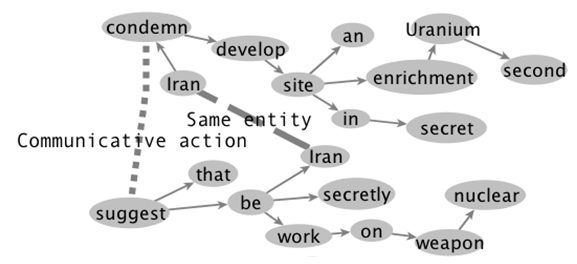 condemn
develop
an
Uranium
second
Iran
site
enrichment
Same entity
in
secret
Communicative action
Iran
that
suggest
be
secretly
nuclear
work
on
weapon